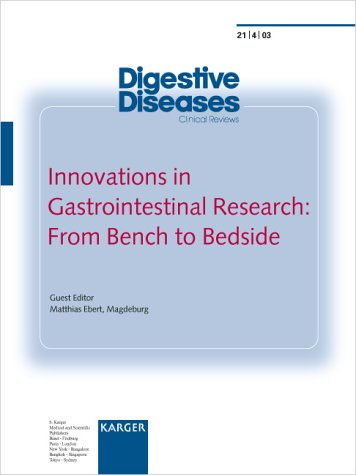 21 | 4 | 03
Digestive
Diseases
Clinical Reviews
Innovations in
Gastrointestinal Research:
From Bench to Bedside
Guest Editor
Matthias Ebert, Magdeburg
S. Karger
Medical and Scientific
Publishers
Basel · Freiburg
Paris · London
New York · Bangalore
Bangkok · Singapore
Tokyo · Sydney
KARGER